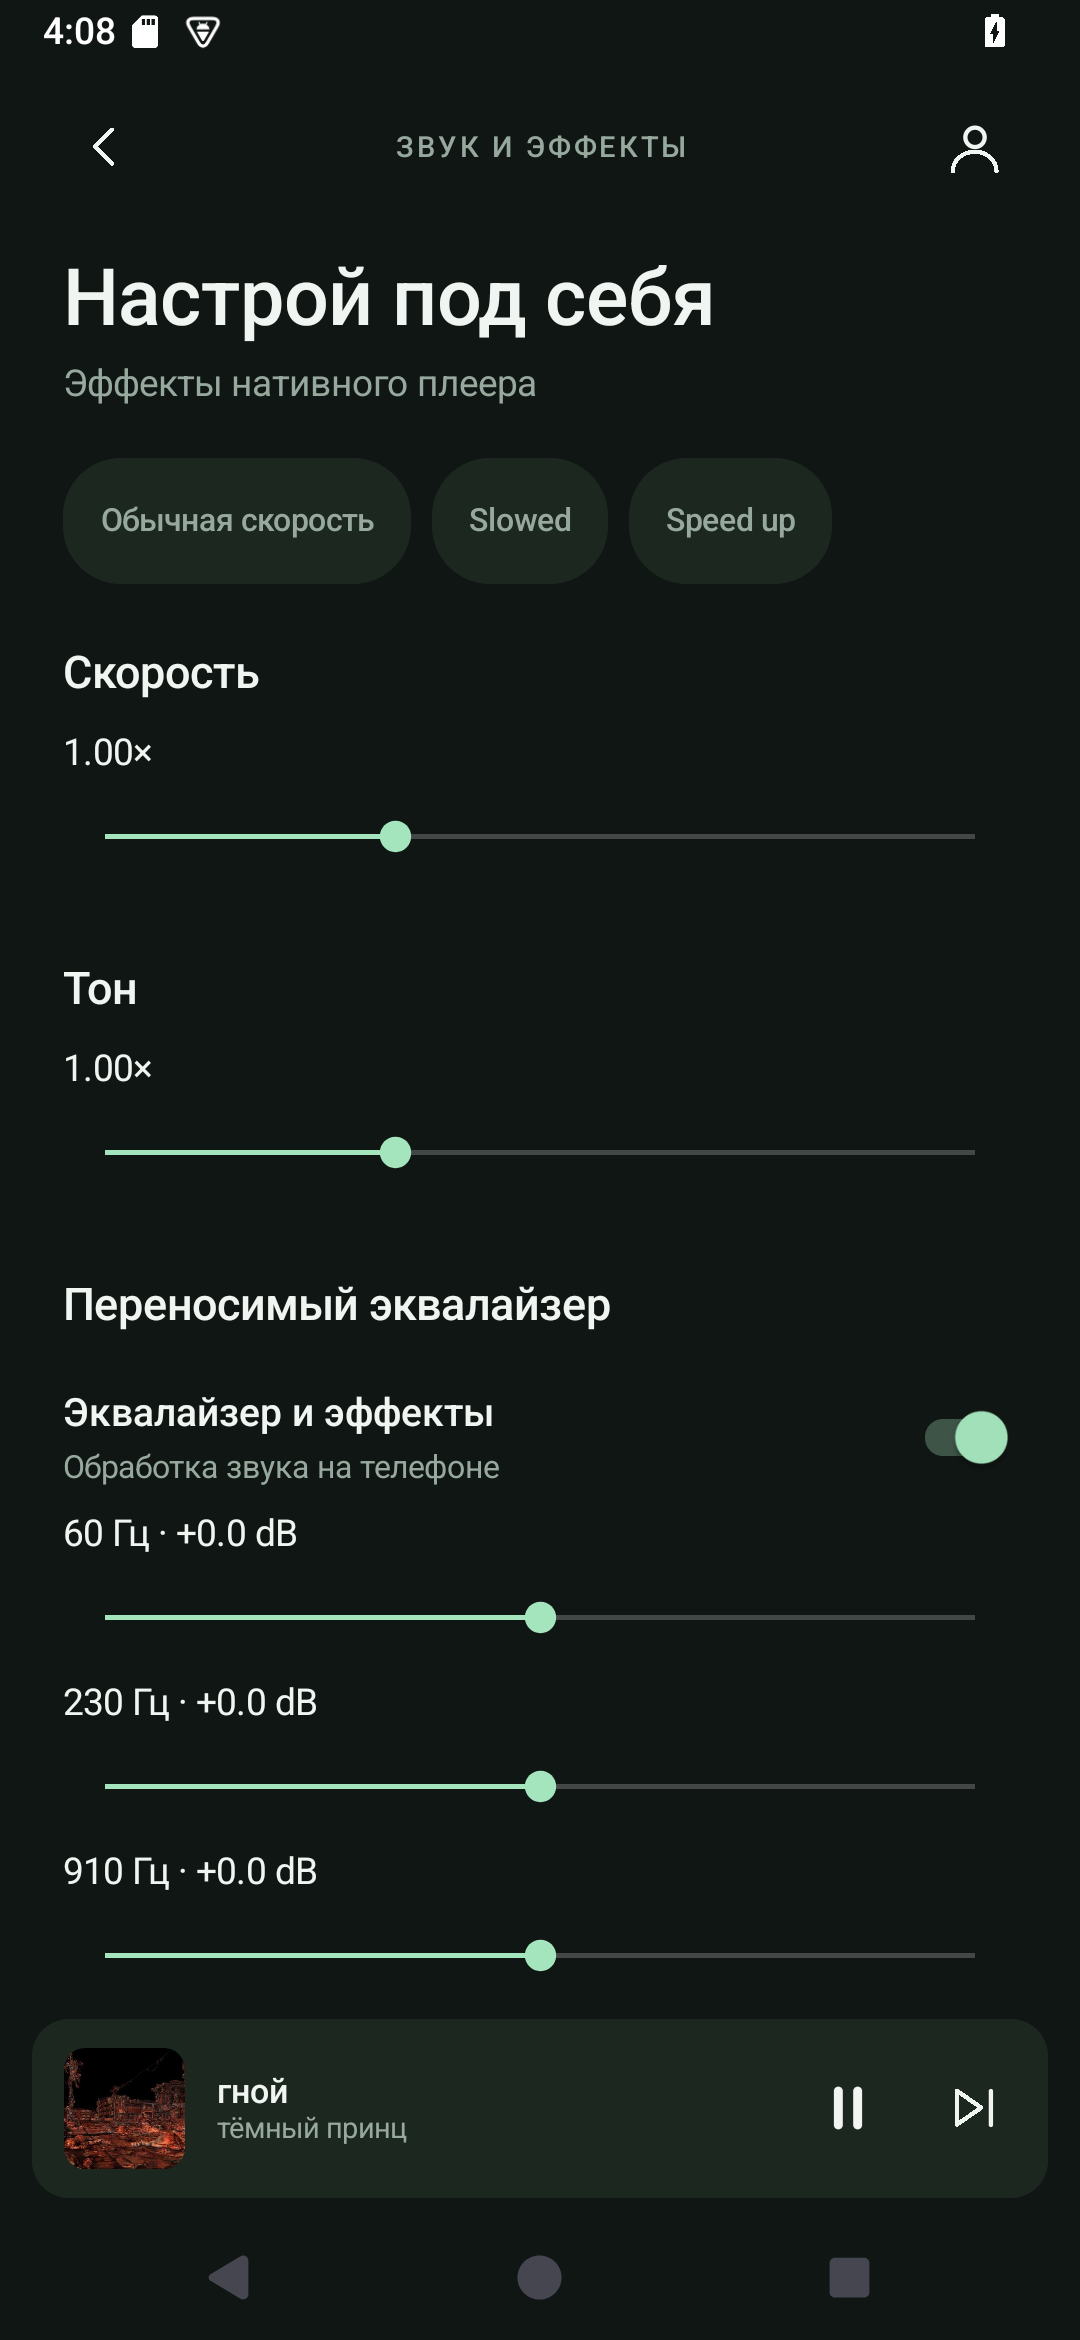 4:08
ЗВУК И ЭФФЕКТЫ
Настрой под себя
Эффекты нативного плеера
Обычная скорость
Slowed
Speed up
Скорость
1.00×
Тон
1.00×
Переносимый эквалайзер
Эквалайзер и эффекты
Обработка звука на телефоне
60 Гц · +0.0 dB
230 Гц · +0.0 dB
910 Гц · +0.0 dB
гной
тёмный принц